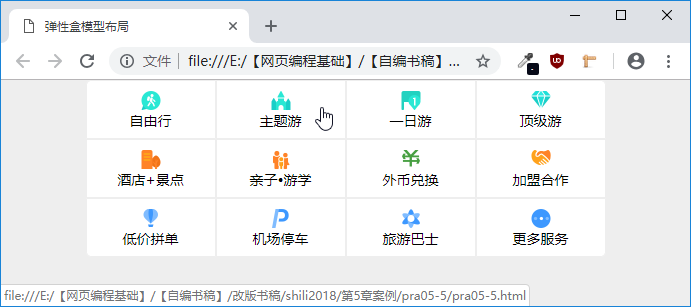 弹性盒模型布局
文件 | file:///E:/【网页编程基础】/【自编书稿】...
自由行 主题游 一日游 顶级游
酒店+景点 亲子•游学 外币兑换 加盟合作
低价拼单 机场停车 旅游巴士 更多服务
file:///E:/【网页编程基础】/【自编书稿】/改版书稿/shili2018/第5章案例/pra05-5/pra05-5.html